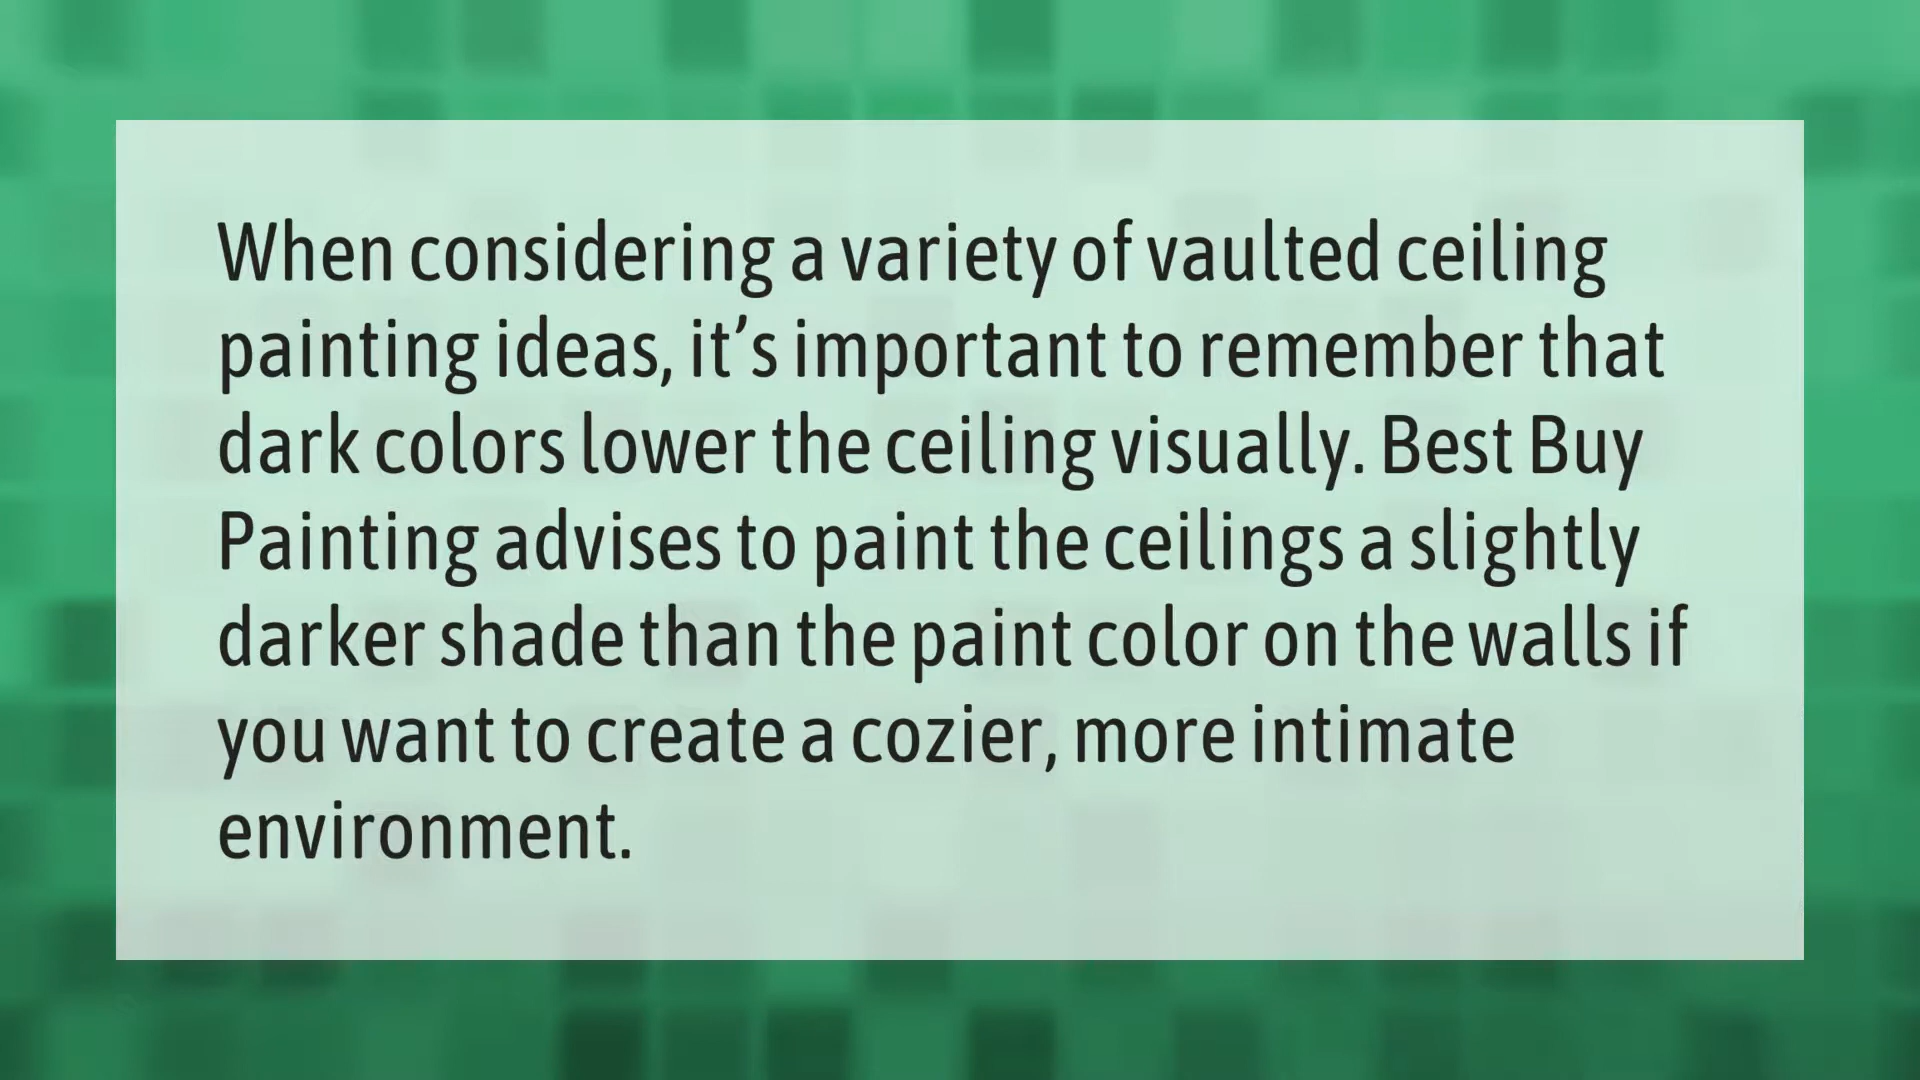 When considering a variety of vaulted ceiling
painting ideas, it’s important to remember that
dark colors lower the ceiling visually. Best Buy
Painting advises to paint the ceilings a slightly
darker shade than the paint color on the walls if
you want to create a cozier, more intimate
environment.